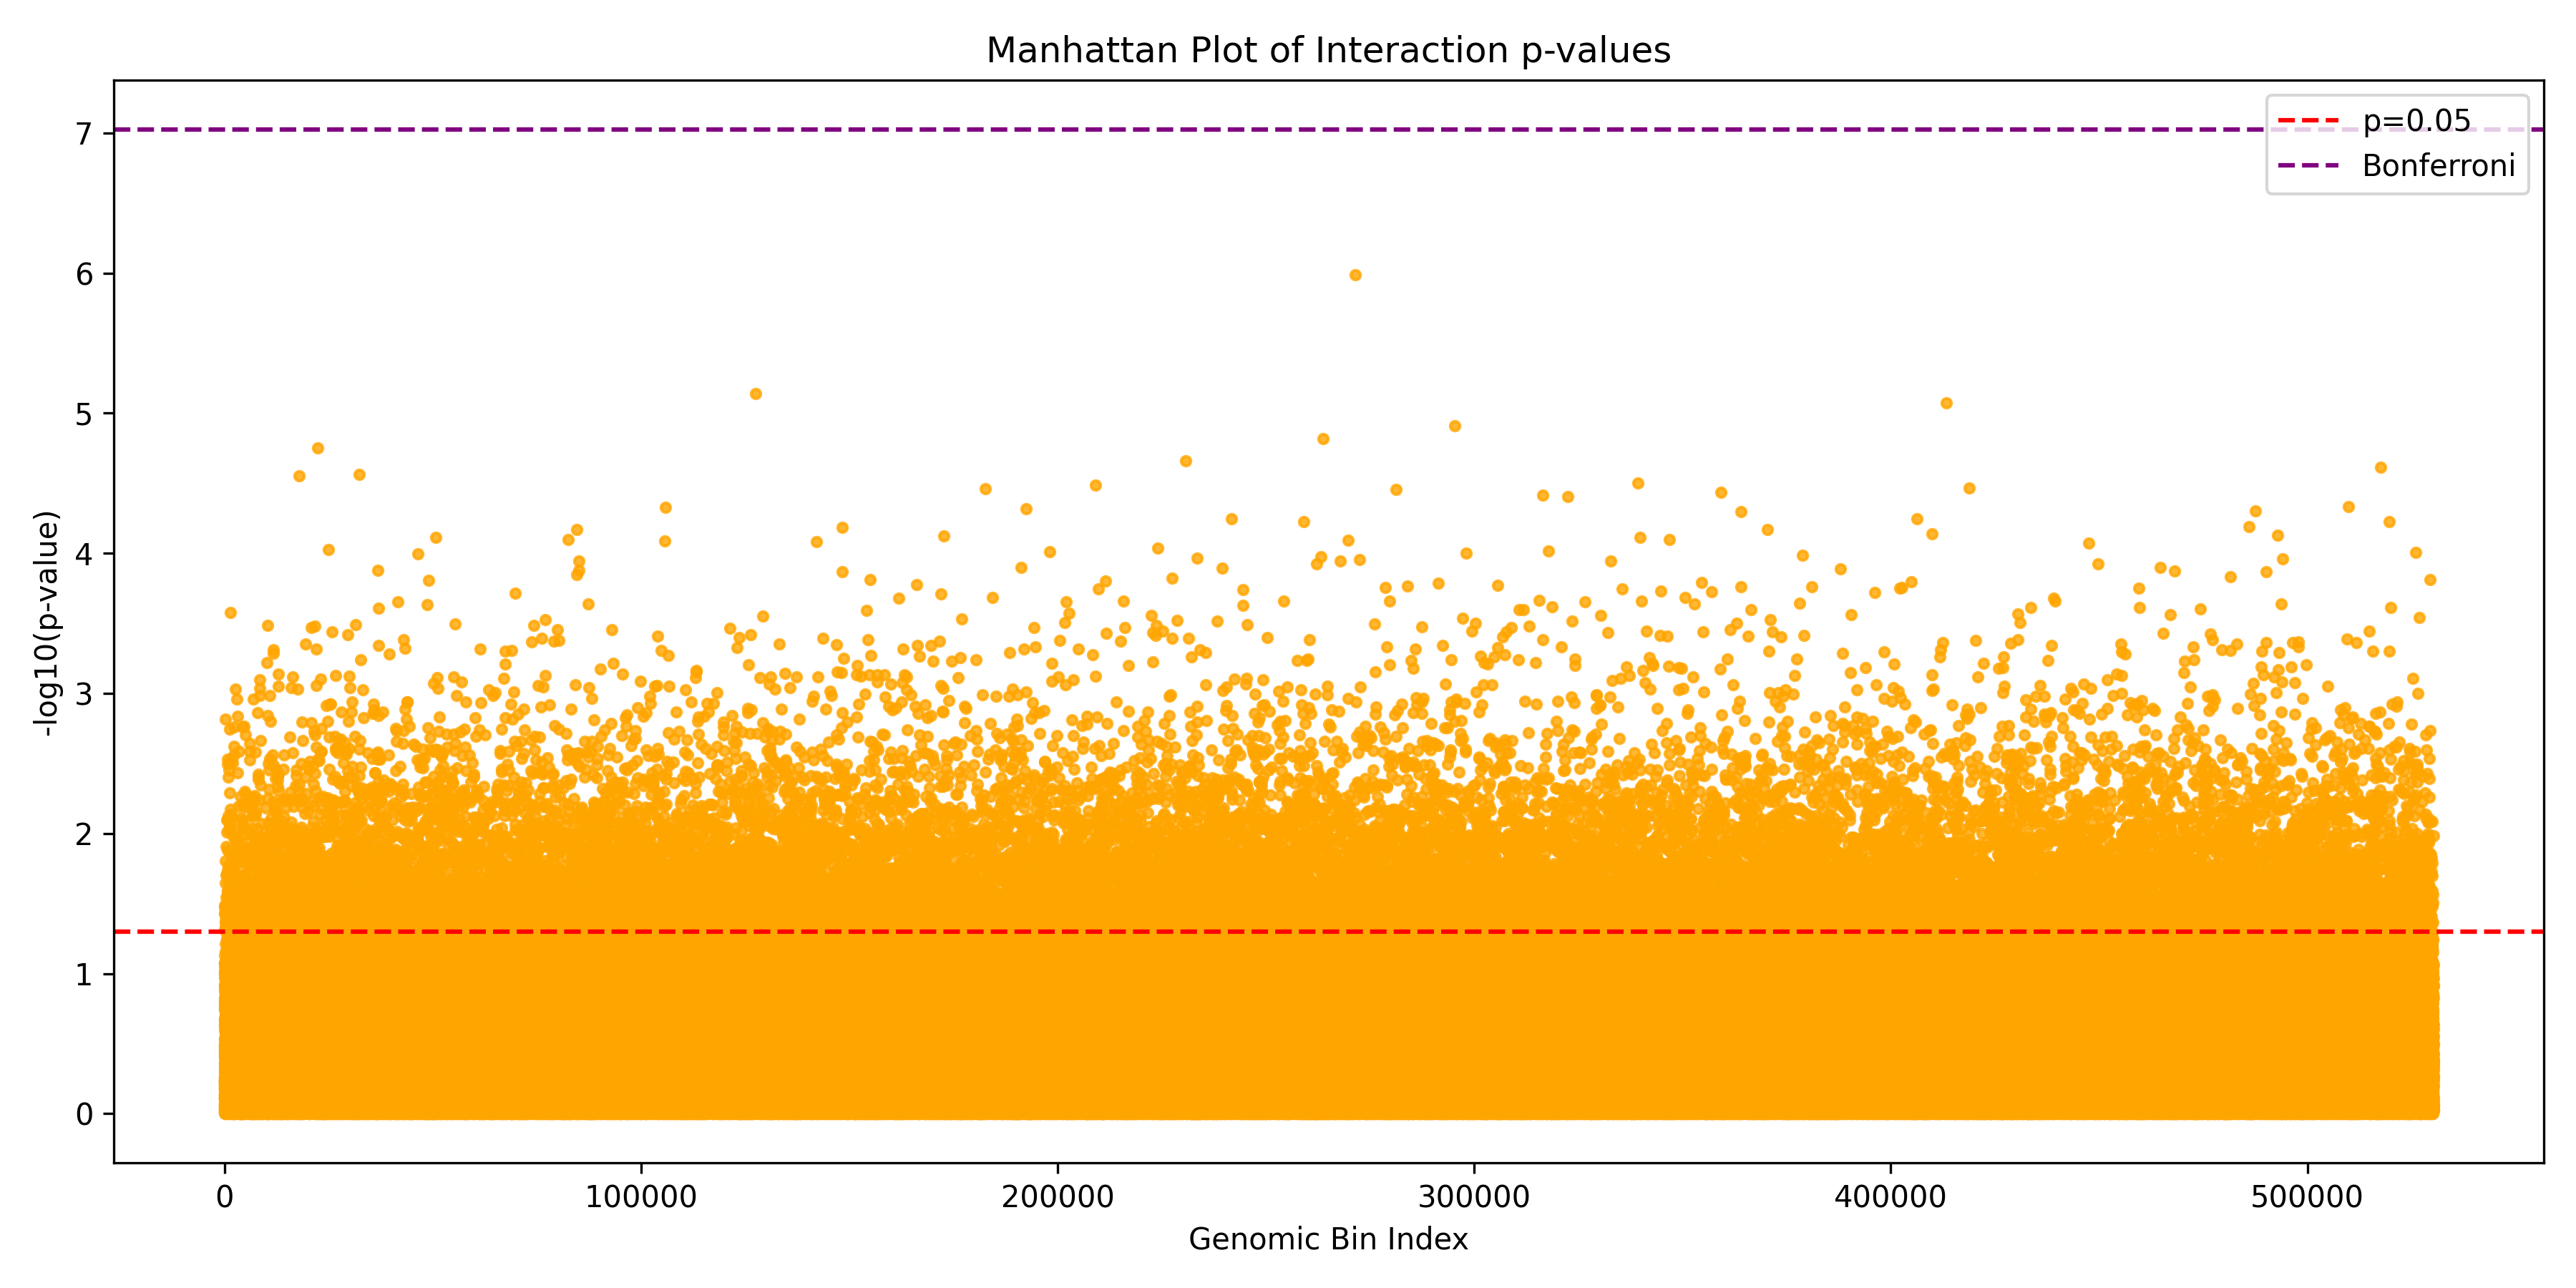 Manhattan Plot of Interaction p-values
p=0.05
Bonferroni
-log10(p-value)
7
6
5
4
3
2
1
0
0 100000 200000 300000 400000 500000
Genomic Bin Index